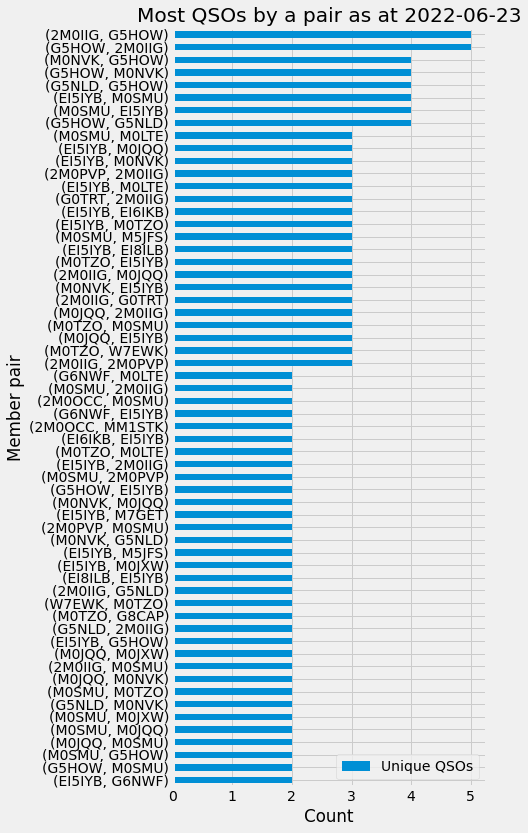 Most QSOs by a pair as at 2022-06-23
(2M0IIG, G5HOW)
(G5HOW, 2M0IIG)
(M0NVK, G5HOW)
(G5HOW, M0NVK)
(G5NLD, G5HOW)
(EI5IYB, M0SMU)
(M0SMU, EI5IYB)
(G5HOW, G5NLD)
(M0SMU, M0LTE)
(EI5IYB, M0JQQ)
(EI5IYB, M0NVK)
(2M0PVP, 2M0IIG)
(EI5IYB, M0LTE)
(G0TRT, 2M0IIG)
(EI5IYB, EI6IKB)
(EI5IYB, M0TZO)
(M0SMU, M5JFS)
(EI5IYB, EI8ILB)
(M0TZO, EI5IYB)
(2M0IIG, M0JQQ)
(M0NVK, EI5IYB)
(2M0IIG, G0TRT)
(M0JQQ, 2M0IIG)
(M0TZO, M0SMU)
(M0JQQ, EI5IYB)
(M0TZO, W7EWK)
(2M0IIG, 2M0PVP)
(G6NWF, M0LTE)
(M0SMU, 2M0IIG)
(2M0OCC, M0SMU)
(G6NWF, EI5IYB)
(2M0OCC, MM1STK)
(EI6IKB, EI5IYB)
(M0TZO, M0LTE)
(EI5IYB, 2M0IIG)
(M0SMU, 2M0PVP)
(G5HOW, EI5IYB)
(M0NVK, M0JQQ)
(EI5IYB, M7GET)
(2M0PVP, M0SMU)
(M0NVK, G5NLD)
(EI5IYB, M5JFS)
(EI5IYB, M0JXW)
(EI8ILB, EI5IYB)
(2M0IIG, G5NLD)
(W7EWK, M0TZO)
(M0TZO, G8CAP)
(G5NLD, 2M0IIG)
(EI5IYB, G5HOW)
(M0JQQ, M0JXW)
(2M0IIG, M0SMU)
(M0JQQ, M0NVK)
(M0SMU, M0TZO)
(G5NLD, M0NVK)
(M0SMU, M0JXW)
(M0SMU, M0JQQ)
(M0JQQ, M0SMU)
(M0SMU, G5HOW)
(G5HOW, M0SMU)
(EI5IYB, G6NWF)
Member pair
Unique QSOs
0 1 2 3 4 5
Count